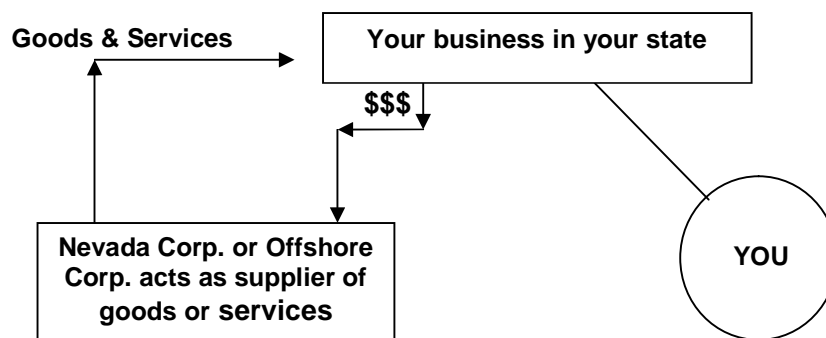 Goods & Services
Your business in your state
$$$
Nevada Corp. or Offshore
Corp. acts as supplier of
goods or services
YOU